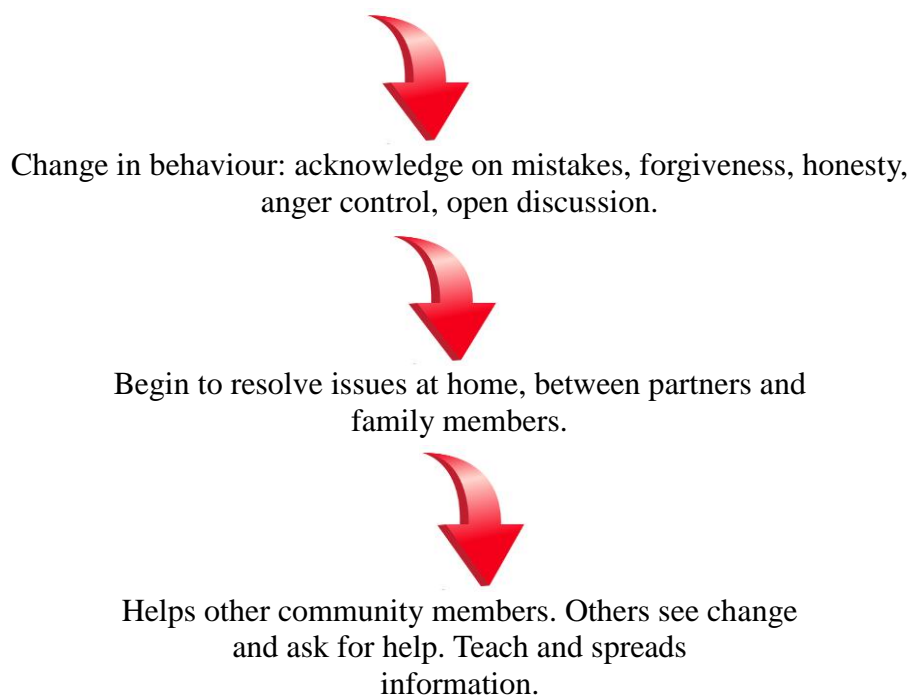 Change in behaviour: acknowledge on mistakes, forgiveness, honesty,
anger control, open discussion.
Begin to resolve issues at home, between partners and
family members.
Helps other community members. Others see change
and ask for help. Teach and spreads
information.